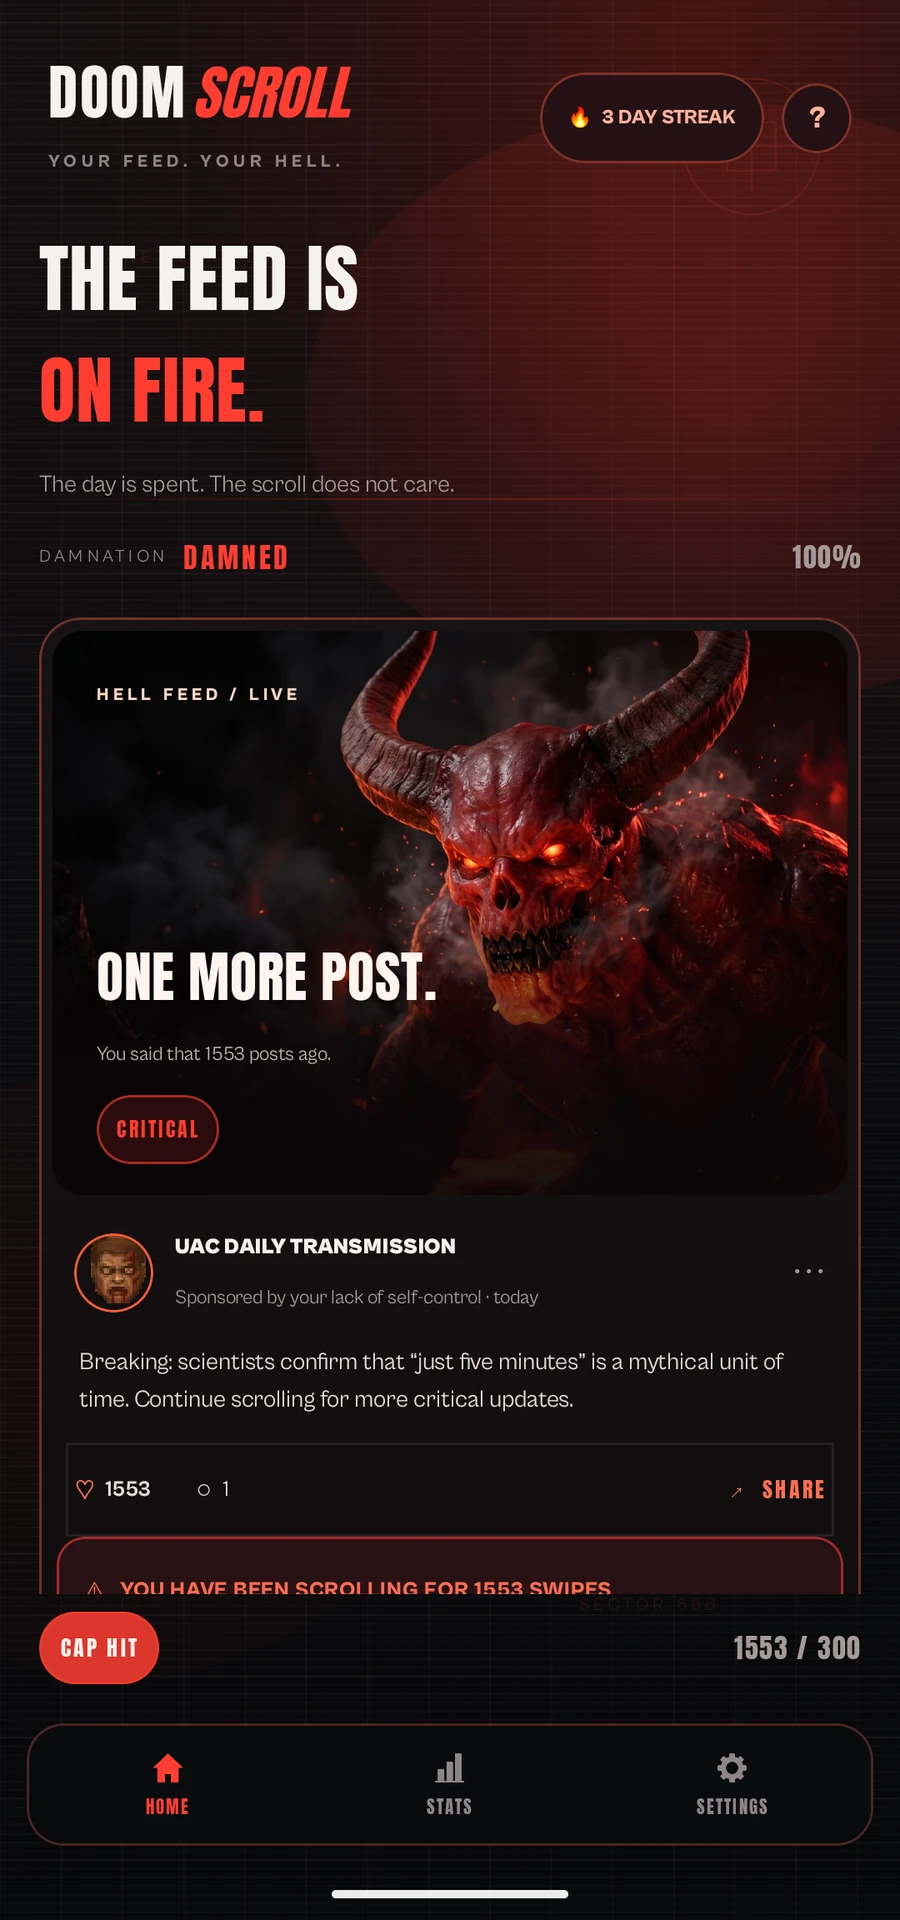 DOOM SCROLL
YOUR FEED. YOUR HELL.
🔥 3 DAY STREAK
?
THE FEED IS
ON FIRE.
The day is spent. The scroll does not care.
DAMNATION DAMNED
100%
HELL FEED / LIVE
ONE MORE POST.
You said that 1553 posts ago.
CRITICAL
UAC DAILY TRANSMISSION
Sponsored by your lack of self-control · today
...
Breaking: scientists confirm that “just five minutes” is a mythical unit of
time. Continue scrolling for more critical updates.
♡ 1553 ○ 1
↗ SHARE
⚠ YOU HAVE BEEN SCROLLING FOR 1553 SWIPES
SECTOR 666
CAP HIT
1553 / 300
HOME
STATS
SETTINGS